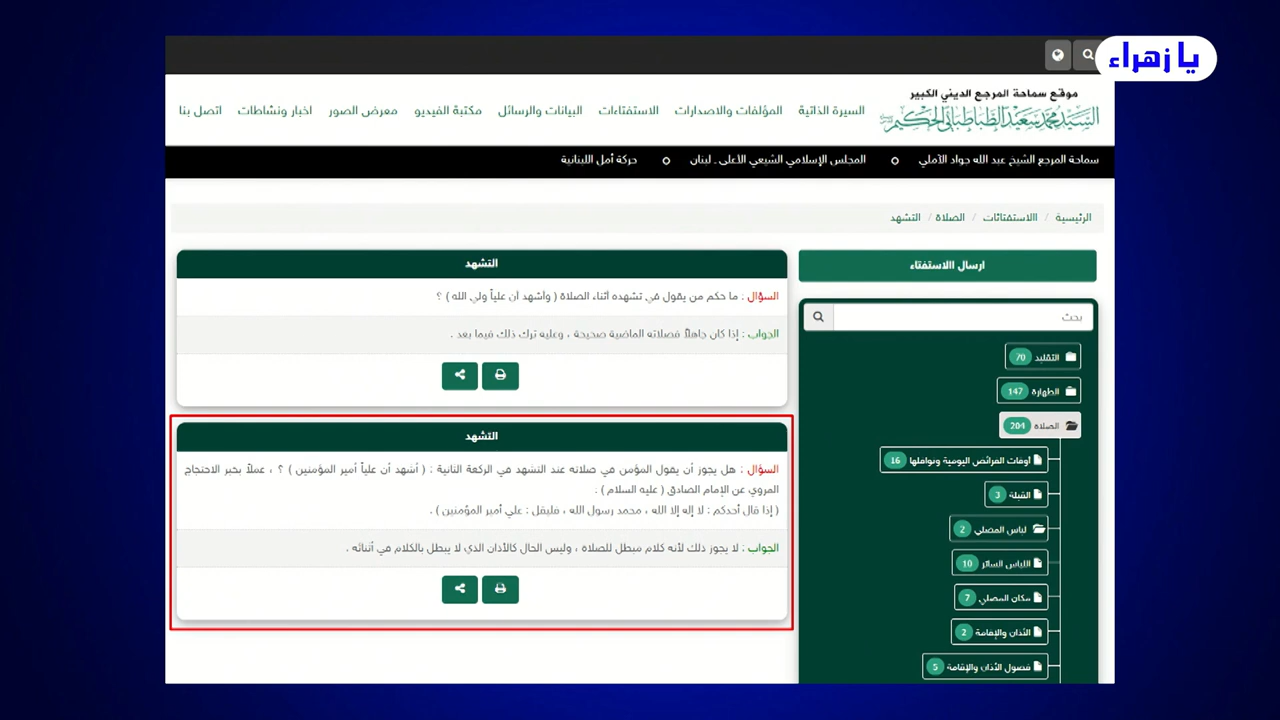 يا زهراء
موقع سماحة المرجع الديني الكبير
السيد محمد سعيد الطباطبائي الحكيم
السيرة الذاتية المؤلفات والاصدارات الاستفتاءات البيانات والرسائل مكتبة الفيديو معرض الصور اخبار ونشاطات اتصل بنا
سماحة المرجع الشيخ عبد الله جواد الآملي المجلس الإسلامي الشيعي الأعلى ـ لبنان حركة أمل اللبنانية
الرئيسية / االاستفتائات / الصلاة / التشهد
ارسال االاستفتاء
بحث
التقليد 70
الطهارة 147
الصلاة 204
أوقات الفرائض اليومية ونوافلها 16
القبلة 3
لباس المصلي 2
اللباس الساتر 10
مكان المصلي 7
الأذان والإقامة 2
فصول الأذان والإقامة 5
التشهد
السؤال : ما حكم من يقول في تشهده أثناء الصلاة ( وأشهد أن علياً ولي الله ) ؟
الجواب : إذا كان جاهلاً فصلاته الماضية صحيحة ، وعليه ترك ذلك فيما بعد .
التشهد
السؤال : هل يجوز أن يقول المؤمن في صلاته عند التشهد في الركعة الثانية : ( أشهد أن علياً أمير المؤمنين ) ؟ ، عملاً بخبر الاحتجاج
المروي عن الإمام الصادق ( عليه السلام ) :
( إذا قال أحدكم : لا إله إلا الله ، محمد رسول الله ، فليقل : علي أمير المؤمنين ) .
الجواب : لا يجوز ذلك لأنه كلام مبطل للصلاة ، وليس الحال كالأذان الذي لا يبطل بالكلام في أثنائه .